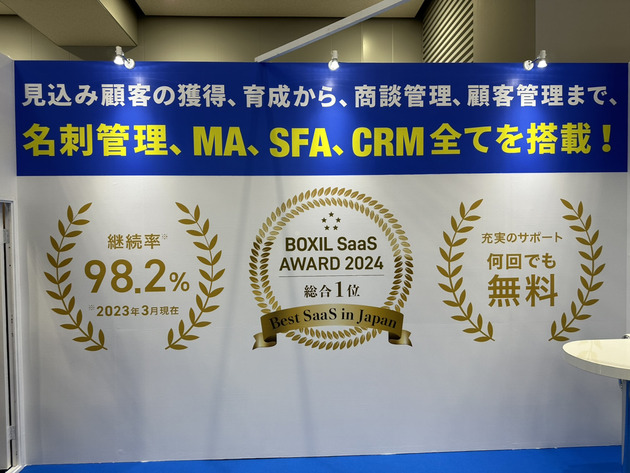 見込み顧客の獲得、育成から、商談管理、顧客管理まで、
名刺管理、MA、SFA、CRM全てを搭載！
継続率※
98.2%
※2023年3月現在
BOXIL SaaS
AWARD 2024
総合1位
Best SaaS in Japan
充実のサポート
何回でも
無料